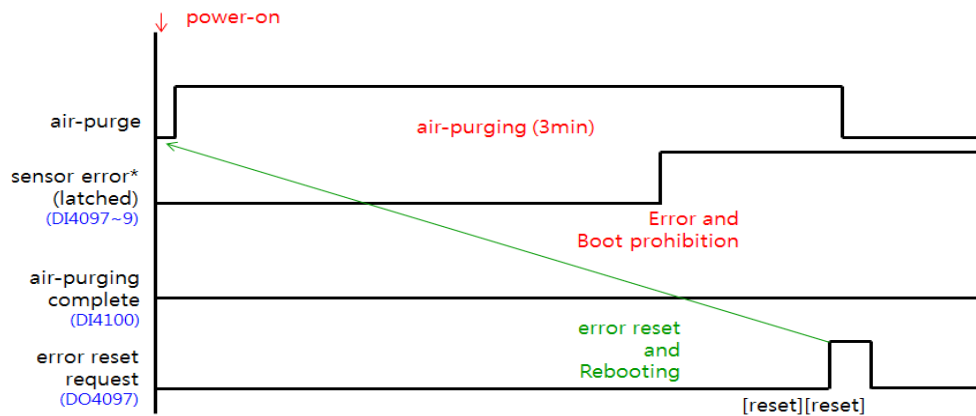 power-on
air-purge
air-purging (3min)
sensor error*
(latched)
(DI4097~9)
Error and
Boot prohibition
air-purging
complete
(DI4100)
error reset
and
Rebooting
error reset
request
(DO4097)
[reset][reset]